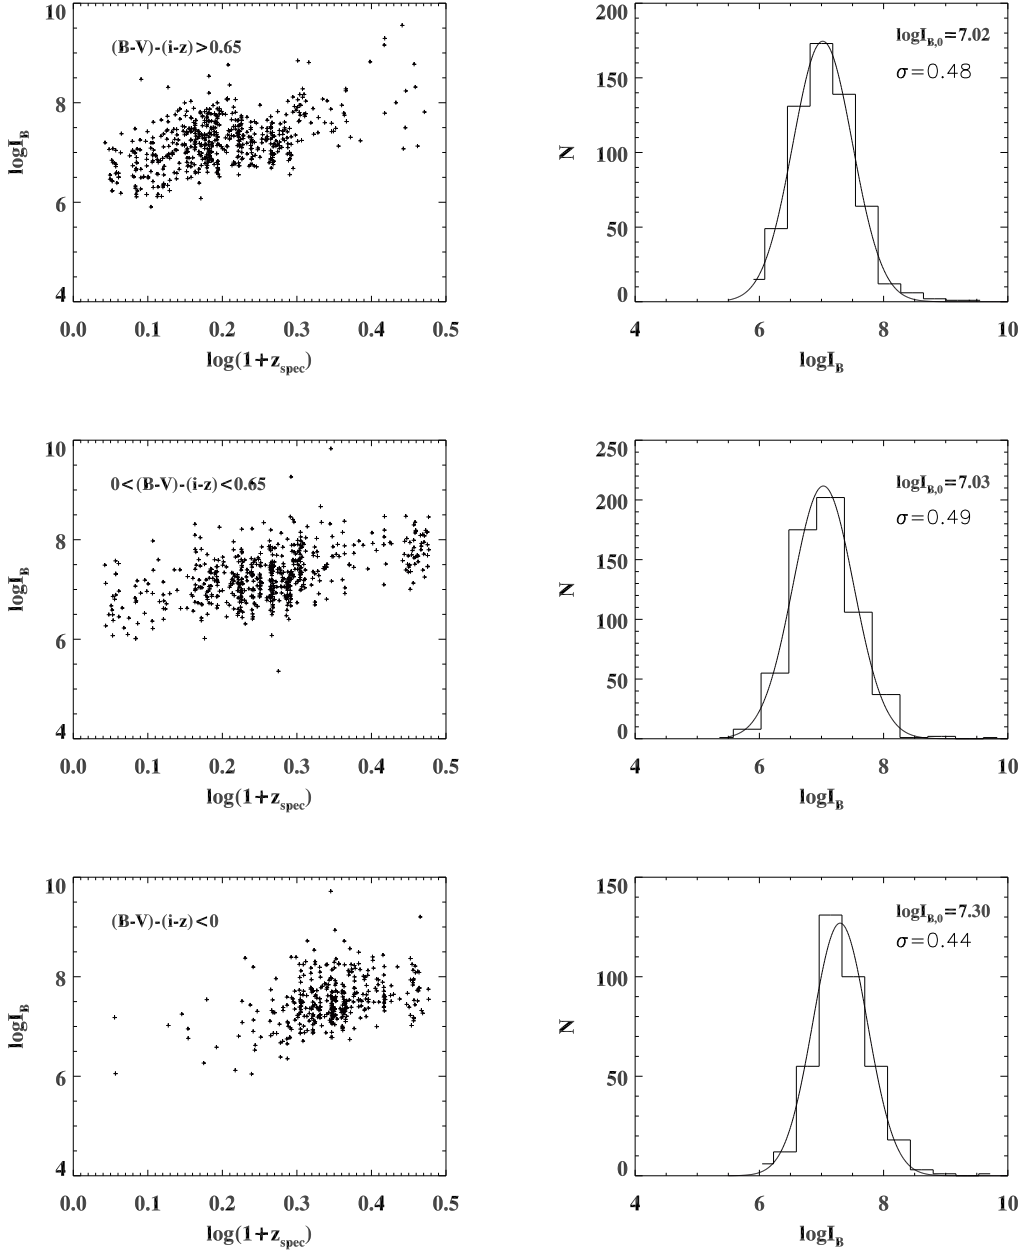 10
8
6
4
logI_B
(B-V)-(i-z)>0.65
0.0 0.1 0.2 0.3 0.4 0.5
log(1+z_spec)
200
150
100
50
0
N
logI_B,0=7.02
σ=0.48
4 6 8 10
logI_B
10
8
6
4
logI_B
0<(B-V)-(i-z)<0.65
0.0 0.1 0.2 0.3 0.4 0.5
log(1+z_spec)
250
200
150
100
50
0
N
logI_B,0=7.03
σ=0.49
4 6 8 10
logI_B
10
8
6
4
logI_B
(B-V)-(i-z)<0
0.0 0.1 0.2 0.3 0.4 0.5
log(1+z_spec)
150
100
50
0
N
logI_B,0=7.30
σ=0.44
4 6 8 10
logI_B